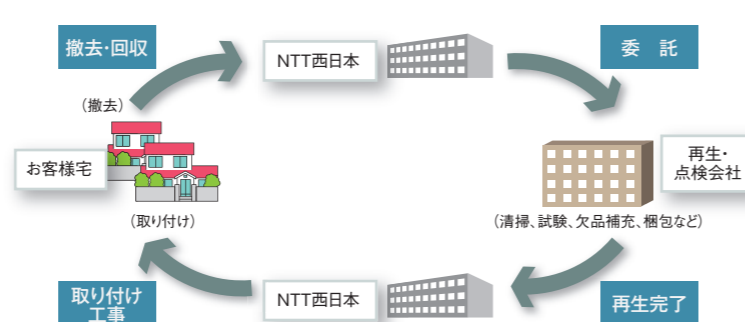 撤去・回収
NTT西日本
委 託
(撤去)
お客様宅
再生・
点検会社
(取り付け)
(清掃、試験、欠品補充、梱包など)
取り付け
工事
NTT西日本
再生完了